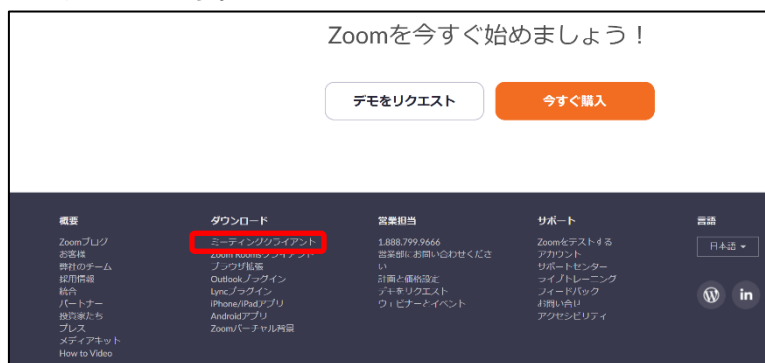 Zoomを今すぐ始めましょう！
デモをリクエスト
今すぐ購入
概要
Zoomブログ
お客様
弊社のチーム
採用情報
統合
パートナー
投資家たち
プレス
メディアキット
How to Video
ダウンロード
ミーティングクライアント
Zoom Roomsクライアント
ブラウザ拡張
Outlookプラグイン
Lyncプラグイン
iPhone/iPadアプリ
Androidアプリ
Zoomバーチャル背景
営業担当
1.888.799.9666
営業部にお問い合わせくださ
い
計画と価格設定
デモをリクエスト
ウェビナーとイベント
サポート
Zoomをテストする
アカウント
サポートセンター
ライブトレーニング
フィードバック
お問い合せ
アクセシビリティ
言語
日本語
in